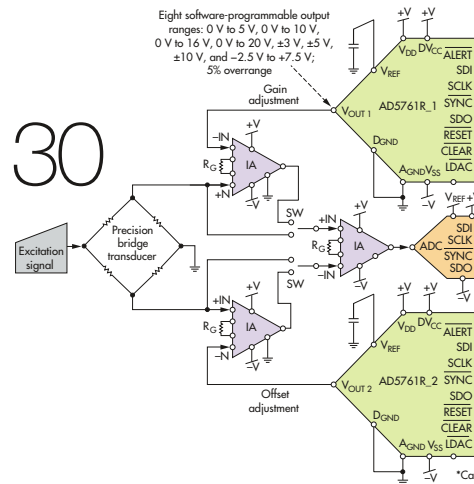 Eight software-programmable output
ranges: 0 V to 5 V, 0 V to 10 V,
0 V to 16 V, 0 V to 20 V, ±3 V, ±5 V,
±10 V, and –2.5 V to +7.5 V;
5% overrange
Gain
adjustment
30
+V
+V
VDD DVCC
VREF
ALERT
SDI
SCLK
SYNC
SDO
RESET
CLEAR
LDAC
AD5761R_1
VOUT 1
DGND
AGND VSS
–V
–IN
+V
RG
IA
+N
–V
SW
+IN
+V
RG
IA
–IN
–V
SW
VREF
ADC
SDI
SCLK
SYNC
SDO
–V
Excitation
signal
Precision
bridge
transducer
+IN
+V
RG
IA
–N
–V
Offset
adjustment
+V
+V
VDD DVCC
VREF
ALERT
SDI
SCLK
SYNC
SDO
RESET
CLEAR
LDAC
AD5761R_2
VOUT 2
DGND
AGND VSS
–V